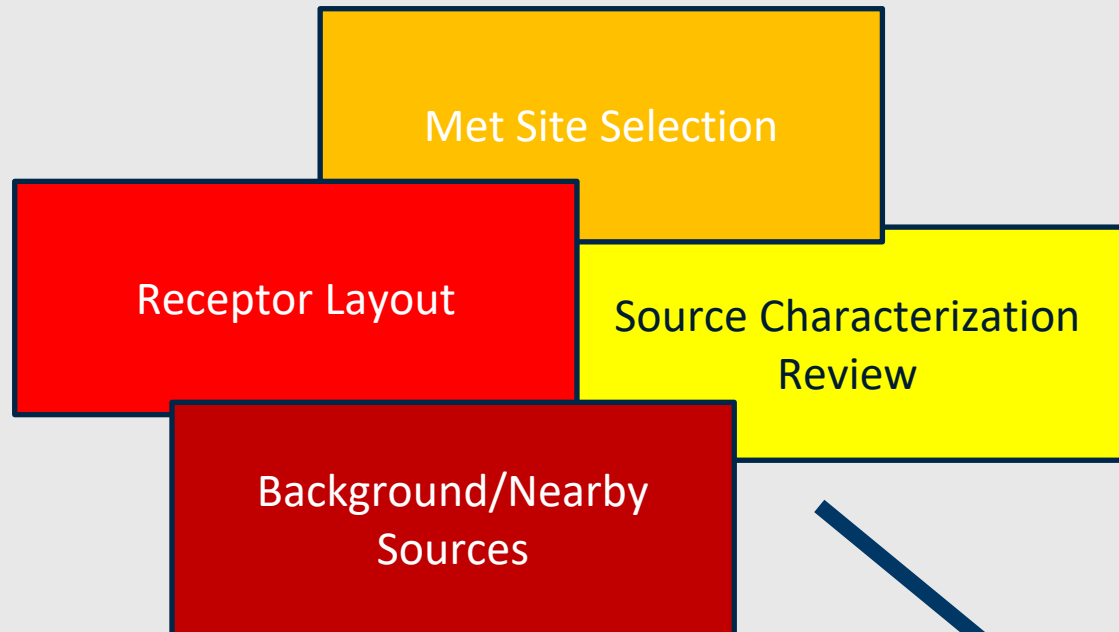 Met Site Selection
Receptor Layout
Source Characterization
Review
Background/Nearby
Sources